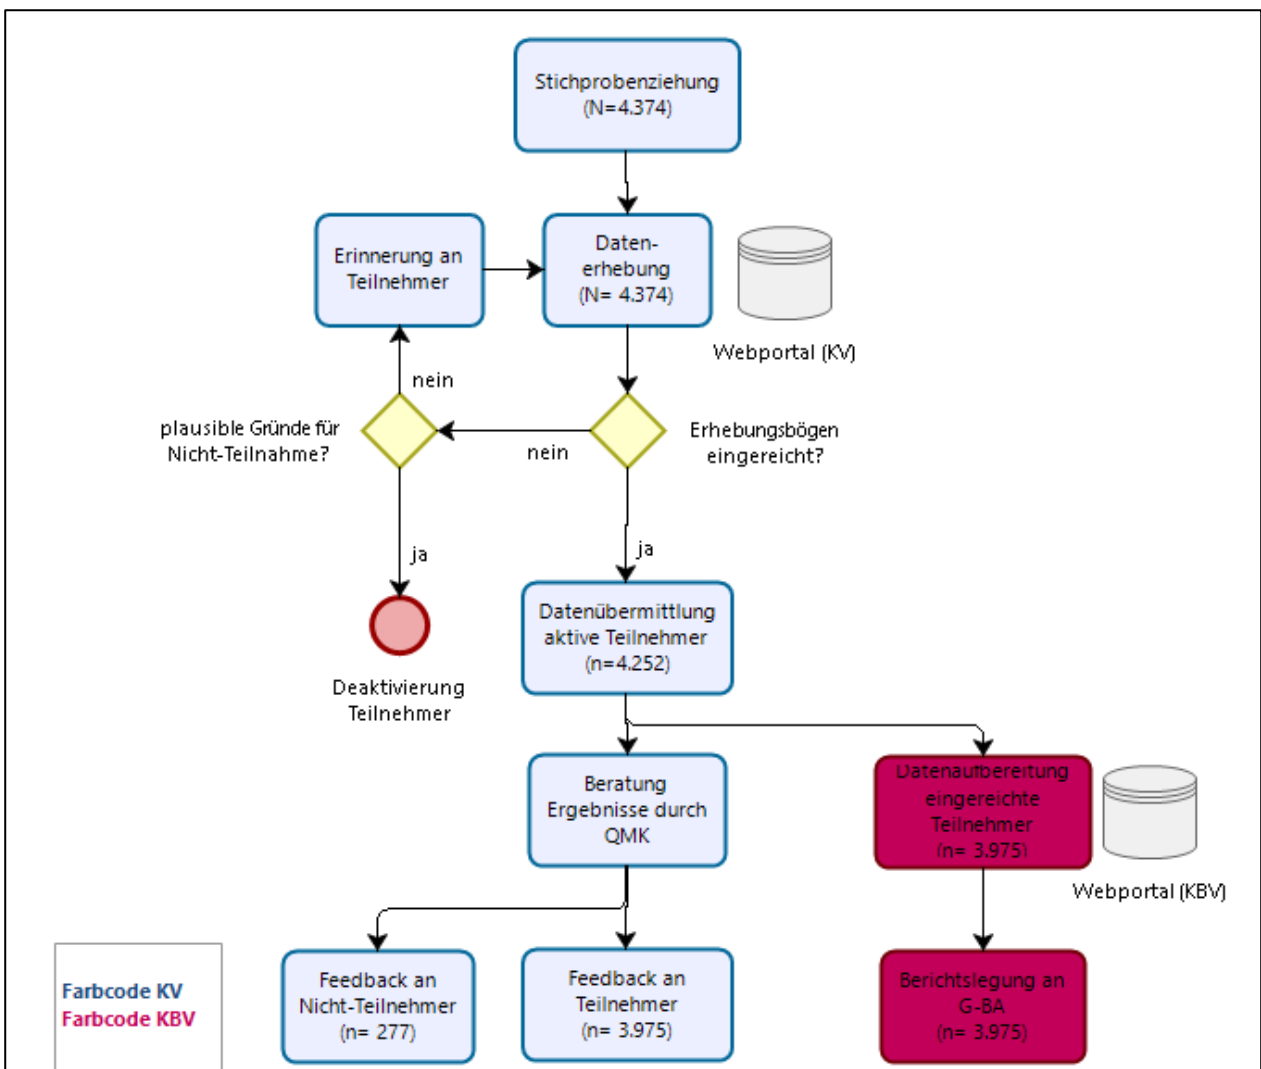 Stichprobenziehung
(N=4.374)
Erinnerung an
Teilnehmer
Daten-
erhebung
(N= 4.374)
Webportal (KV)
nein
plausible Gründe für
Nicht-Teilnahme?
nein
Erhebungsbögen
eingereicht?
ja
ja
Datenübermittlung
aktive Teilnehmer
(n=4.252)
Deaktivierung
Teilnehmer
Beratung
Ergebnisse durch
QMK
Datenaufbereitung
eingereichte
Teilnehmer
(n= 3.975)
Webportal (KBV)
Feedback an
Nicht-Teilnehmer
(n= 277)
Feedback an
Teilnehmer
(n= 3.975)
Berichtslegung an
G-BA
(n= 3.975)
Farbcode KV
Farbcode KBV